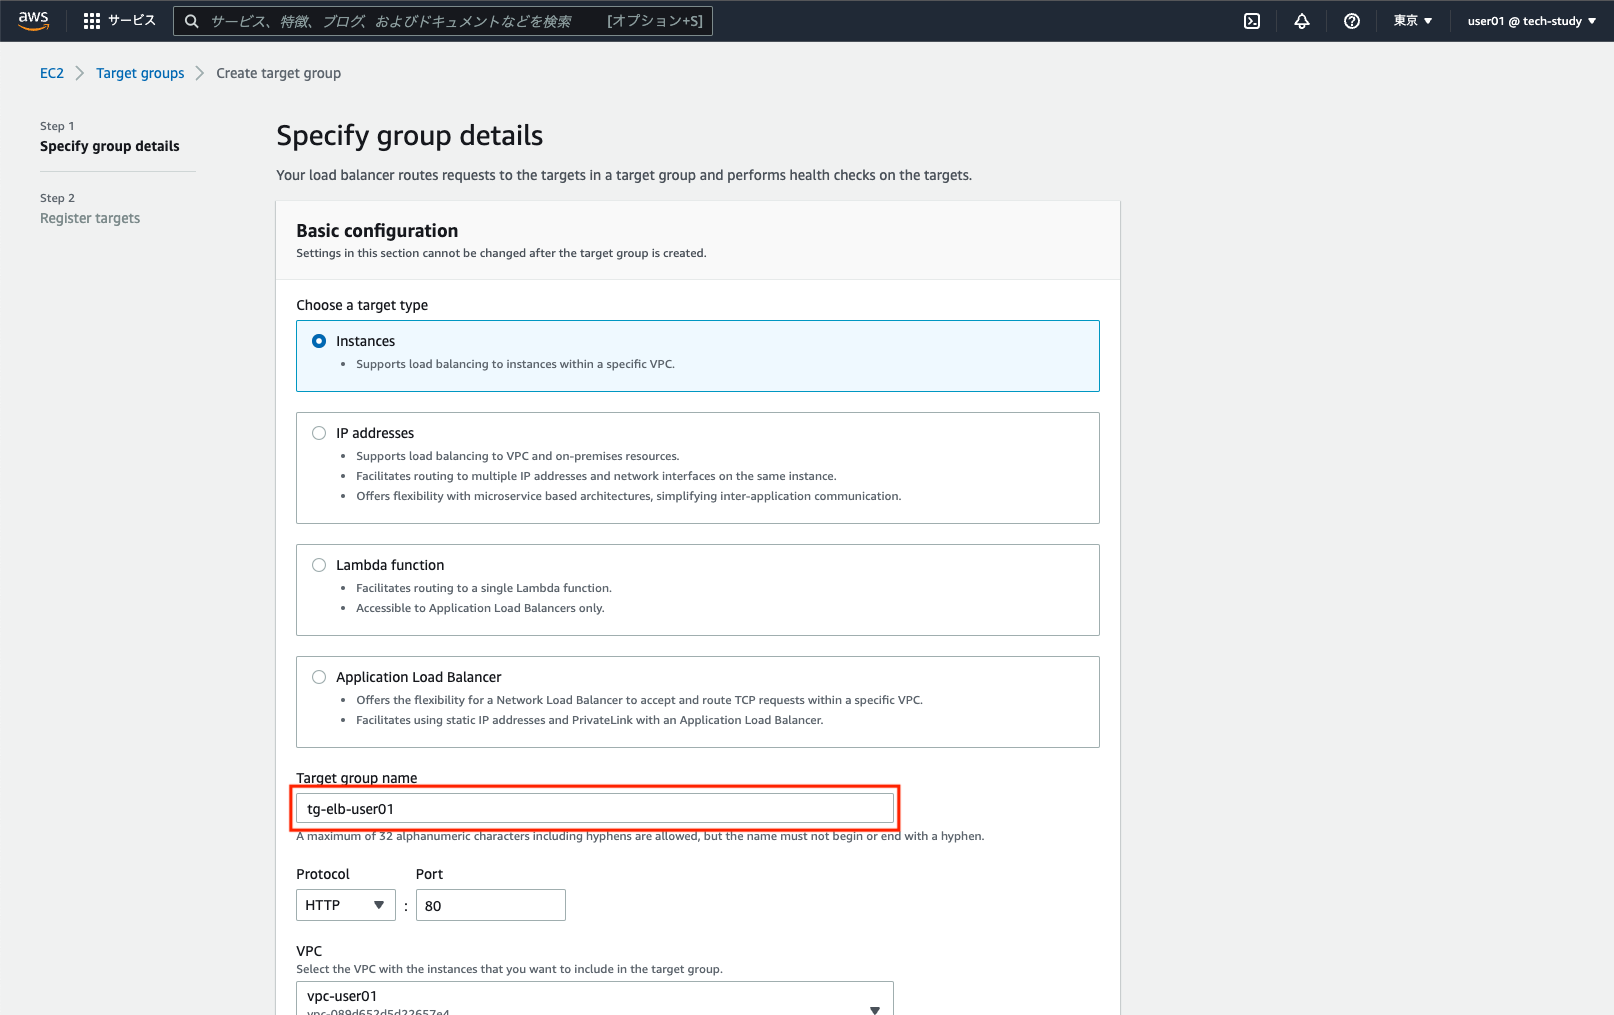 aws サービス サービス、特徴、ブログ、およびドキュメントなどを検索 [オプション+S] 東京 user01 @ tech-study
EC2 Target groups Create target group
Step 1
Specify group details
Step 2
Register targets
Specify group details
Your load balancer routes requests to the targets in a target group and performs health checks on the targets.
Basic configuration
Settings in this section cannot be changed after the target group is created.
Choose a target type
Instances
Supports load balancing to instances within a specific VPC.
IP addresses
Supports load balancing to VPC and on-premises resources.
Facilitates routing to multiple IP addresses and network interfaces on the same instance.
Offers flexibility with microservice based architectures, simplifying inter-application communication.
Lambda function
Facilitates routing to a single Lambda function.
Accessible to Application Load Balancers only.
Application Load Balancer
Offers the flexibility for a Network Load Balancer to accept and route TCP requests within a specific VPC.
Facilitates using static IP addresses and PrivateLink with an Application Load Balancer.
Target group name
tg-elb-user01
A maximum of 32 alphanumeric characters including hyphens are allowed, but the name must not begin or end with a hyphen.
Protocol Port
HTTP : 80
VPC
Select the VPC with the instances that you want to include in the target group.
vpc-user01
vpc-089d652d5d22657e4